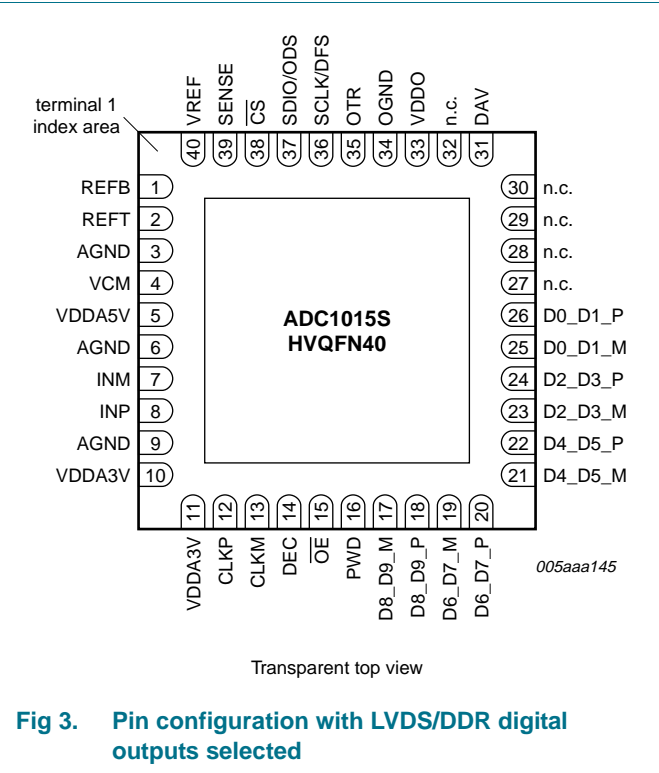 terminal 1
index area
VREF
SENSE
CS
SDIO/ODS
SCLK/DFS
OTR
OGND
VDDO
n.c.
DAV
40
39
38
37
36
35
34
33
32
31
REFB 1
REFT 2
AGND 3
VCM 4
VDDA5V 5
AGND 6
INM 7
INP 8
AGND 9
VDDA3V 10
ADC1015S
HVQFN40
30 n.c.
29 n.c.
28 n.c.
27 n.c.
26 D0_D1_P
25 D0_D1_M
24 D2_D3_P
23 D2_D3_M
22 D4_D5_P
21 D4_D5_M
11
12
13
14
15
16
17
18
19
20
VDDA3V
CLKP
CLKM
DEC
OE
PWD
D8_D9_M
D8_D9_P
D6_D7_M
D6_D7_P
005aaa145
Transparent top view
Fig 3. Pin configuration with LVDS/DDR digital
outputs selected